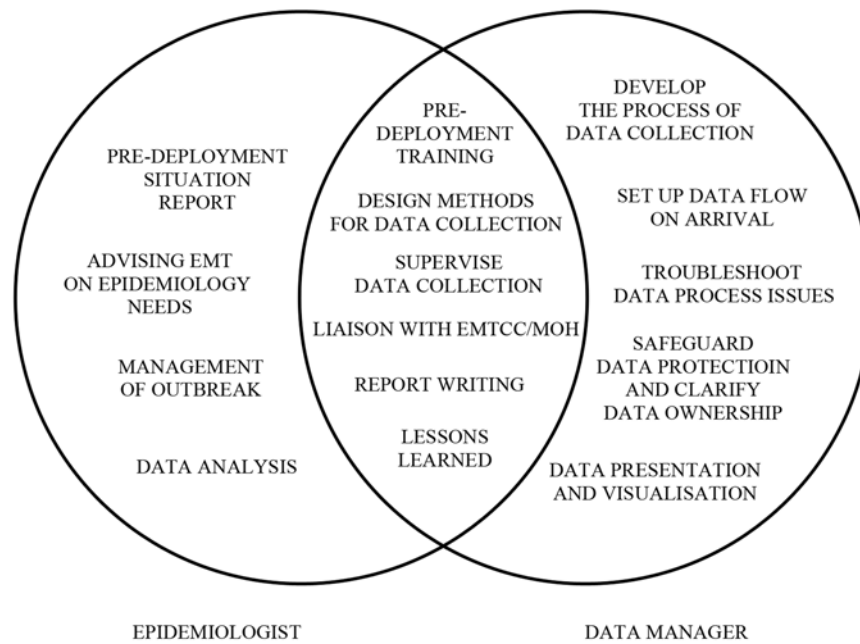 PRE-DEPLOYMENT
SITUATION
REPORT
ADVISING EMT
ON EPIDEMIOLOGY
NEEDS
MANAGEMENT
OF OUTBREAK
DATA ANALYSIS
PRE-
DEPLOYMENT
TRAINING
DESIGN METHODS
FOR DATA COLLECTION
SUPERVISE
DATA COLLECTION
LIAISON WITH EMTCC/MOH
REPORT WRITING
LESSONS
LEARNED
DEVELOP
THE PROCESS OF
DATA COLLECTION
SET UP DATA FLOW
ON ARRIVAL
TROUBLESHOOT
DATA PROCESS ISSUES
SAFEGUARD
DATA PROTECTIOIN
AND CLARIFY
DATA OWNERSHIP
DATA PRESENTATION
AND VISUALISATION
EPIDEMIOLOGIST
DATA MANAGER